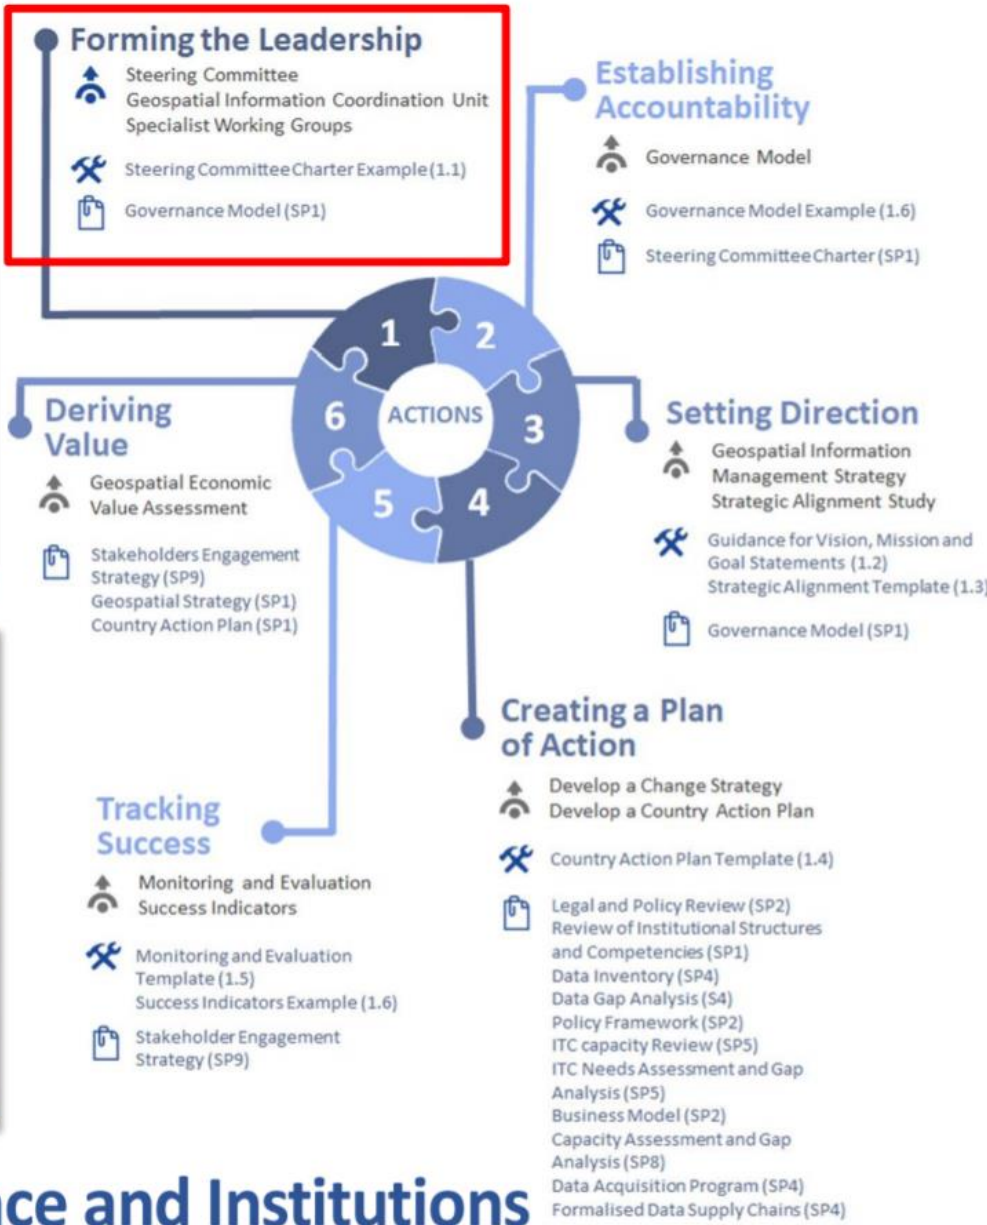 Forming the Leadership
Steering Committee
Geospatial Information Coordination Unit
Specialist Working Groups
Steering Committee Charter Example (1.1)
Governance Model (SP1)
Establishing
Accountability
Governance Model
Governance Model Example (1.6)
Steering Committee Charter (SP1)
1
2
3
4
5
6
ACTIONS
Setting Direction
Geospatial Information
Management Strategy
Strategic Alignment Study
Guidance for Vision, Mission and
Goal Statements (1.2)
Strategic Alignment Template (1.3)
Governance Model (SP1)
Deriving
Value
Geospatial Economic
Value Assessment
Stakeholders Engagement
Strategy (SP9)
Geospatial Strategy (SP1)
Country Action Plan (SP1)
Creating a Plan
of Action
Develop a Change Strategy
Develop a Country Action Plan
Country Action Plan Template (1.4)
Legal and Policy Review (SP2)
Review of Institutional Structures
and Competencies (SP1)
Data Inventory (SP4)
Data Gap Analysis (S4)
Policy Framework (SP2)
ITC capacity Review (SP5)
ITC Needs Assessment and Gap
Analysis (SP5)
Business Model (SP2)
Capacity Assessment and Gap
Analysis (SP8)
Data Acquisition Program (SP4)
Formalised Data Supply Chains (SP4)
Tracking
Success
Monitoring and Evaluation
Success Indicators
Monitoring and Evaluation
Template (1.5)
Success Indicators Example (1.6)
Stakeholder Engagement
Strategy (SP9)
and Institutions